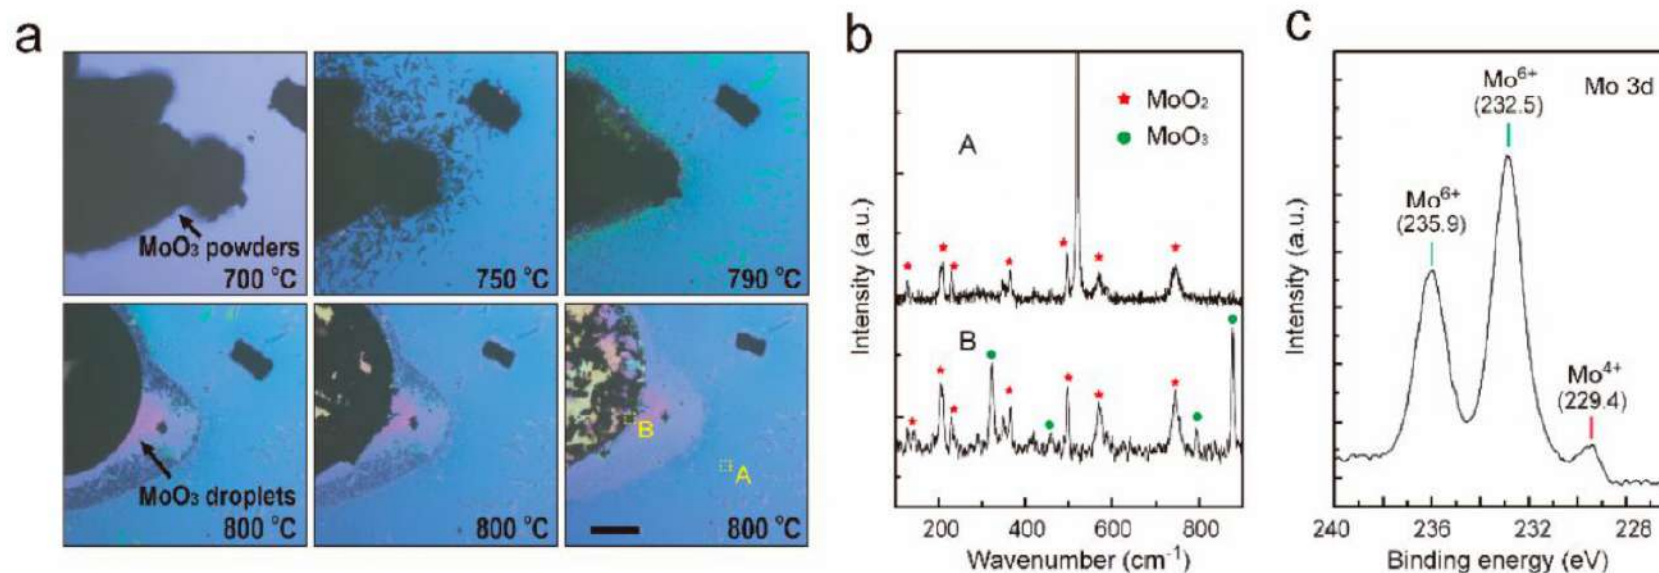 a
MoO₃ powders
700 °C
750 °C
790 °C
MoO₃ droplets
800 °C
800 °C
B
A
800 °C
b
★ MoO₂
● MoO₃
A
B
Intensity (a.u.)
200 400 600 800
Wavenumber (cm⁻¹)
c
Mo 3d
Mo⁶⁺
(232.5)
Mo⁶⁺
(235.9)
Mo⁴⁺
(229.4)
Intensity (a.u.)
240 236 232 228
Binding energy (eV)